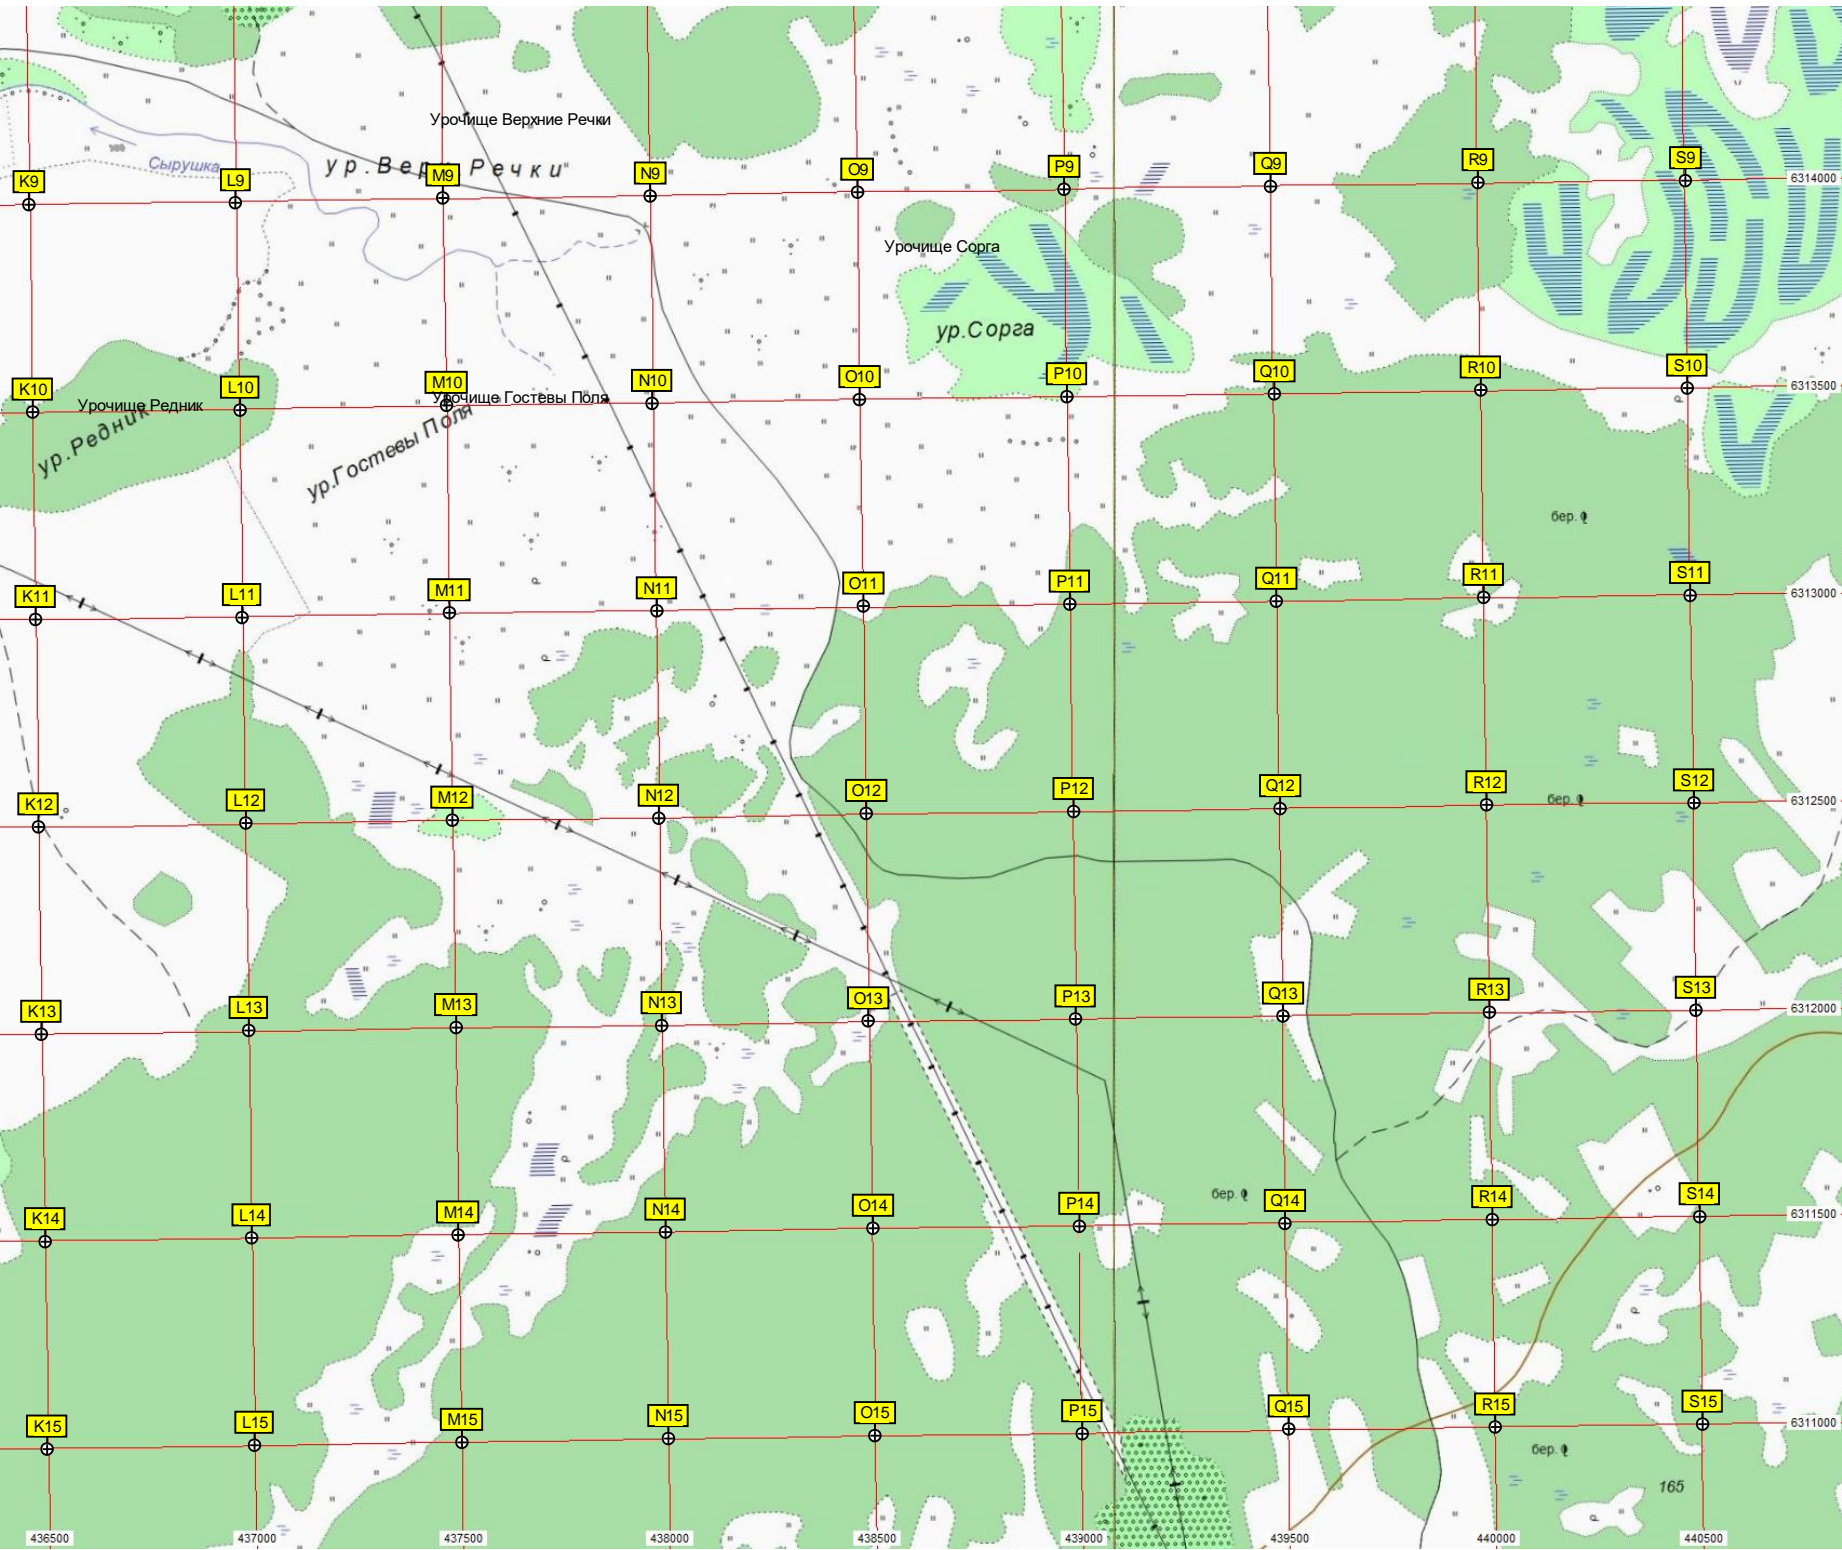 Урочище Верхние Речки
Сырушка
ур. Вер Речки"
K9 L9 M9 N9 O9 P9 Q9 R9 S9
6314000
Урочище Сорга
ур.Сорга
K10 L10 M10 N10 O10 P10 Q10 R10 S10
6313500
Урочище Редник
Урочище Гостевы Поля
ур.Редник
ур.Гостевы Поля
бер.
K11 L11 M11 N11 O11 P11 Q11 R11 S11
6313000
K12 L12 M12 N12 O12 P12 Q12 R12 S12
6312500
бер.
K13 L13 M13 N13 O13 P13 Q13 R13 S13
6312000
бер.
K14 L14 M14 N14 O14 P14 Q14 R14 S14
6311500
K15 L15 M15 N15 O15 P15 Q15 R15 S15
6311000
бер.
165
436500 437000 437500 438000 438500 439000 439500 440000 440500